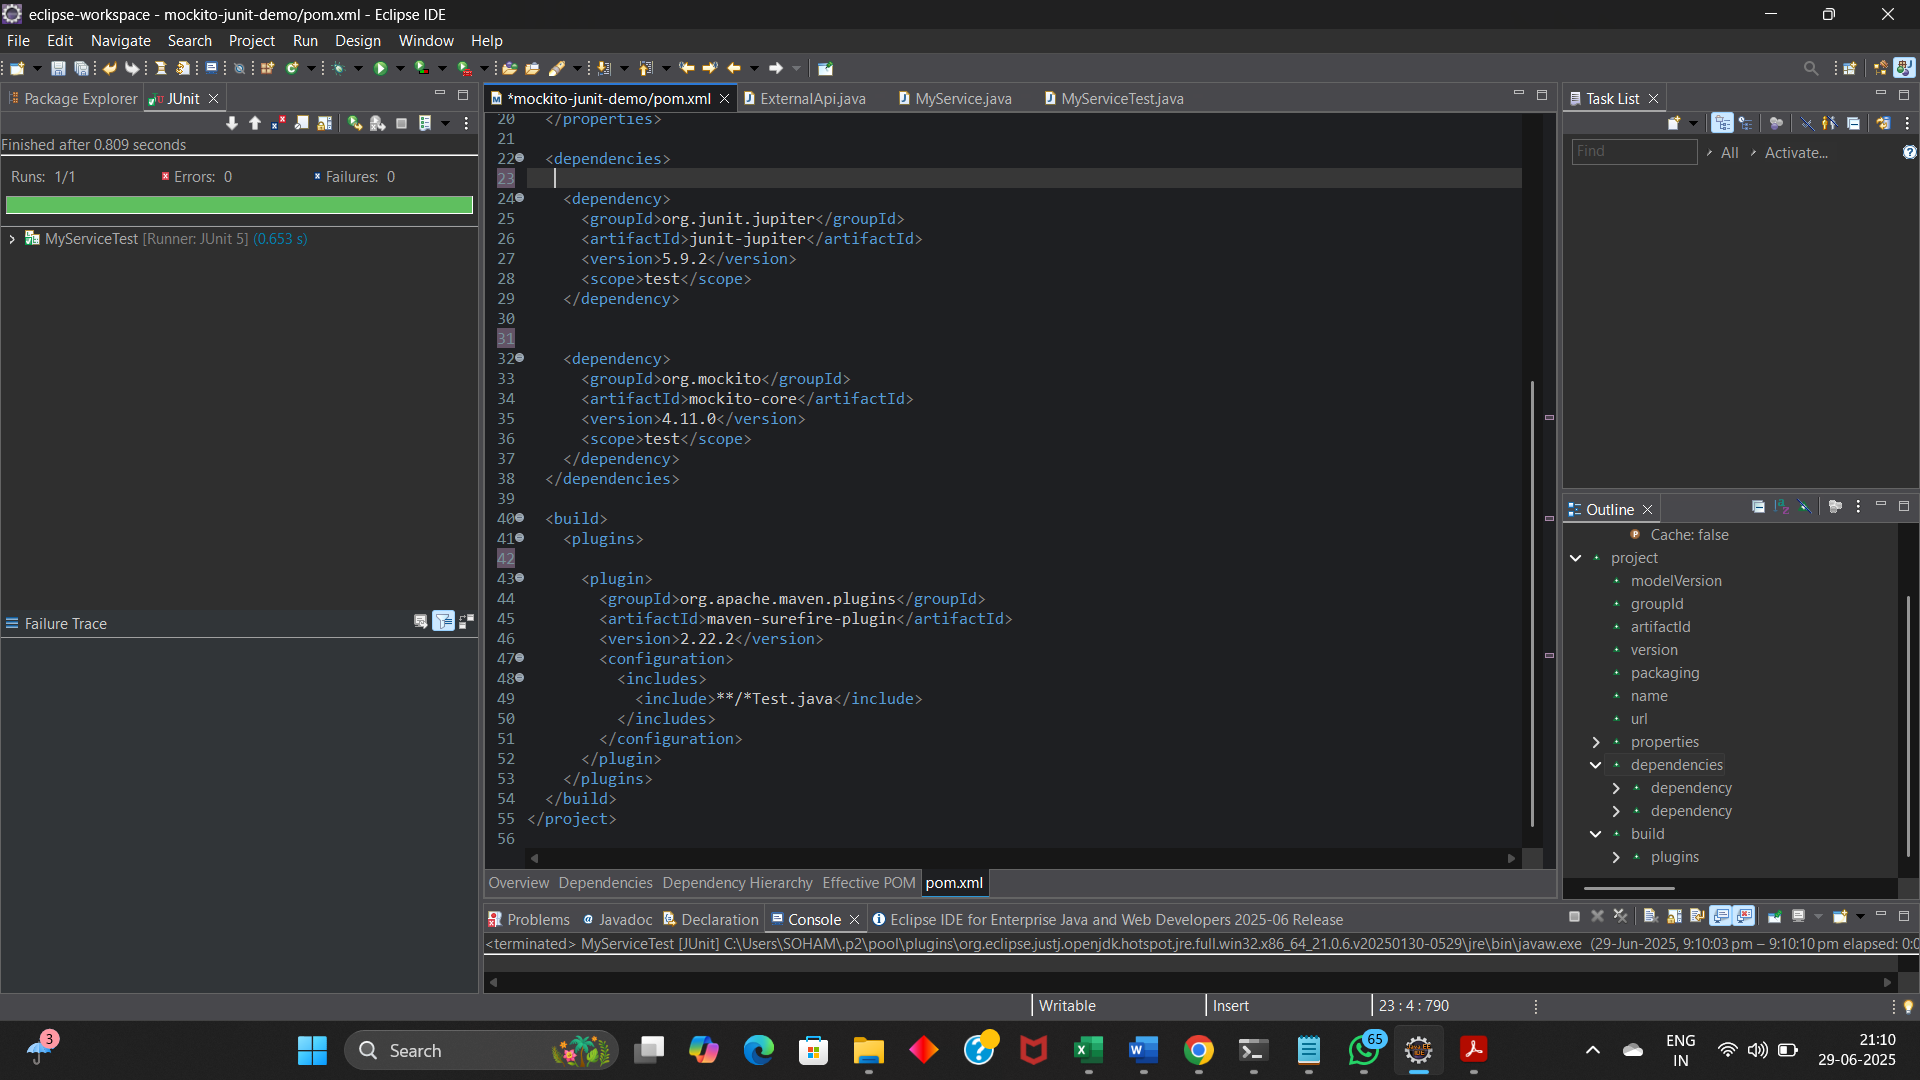 eclipse-workspace - mockito-junit-demo/pom.xml - Eclipse IDE
File Edit Navigate Search Project Run Design Window Help
Package Explorer JUnit
Finished after 0.809 seconds
Runs: 1/1 Errors: 0 Failures: 0
MyServiceTest [Runner: JUnit 5] (0.653 s)
Failure Trace
*mockito-junit-demo/pom.xml ExternalApi.java MyService.java MyServiceTest.java
20 </properties>
21
22 <dependencies>
23
24 <dependency>
25 <groupId>org.junit.jupiter</groupId>
26 <artifactId>junit-jupiter</artifactId>
27 <version>5.9.2</version>
28 <scope>test</scope>
29 </dependency>
30
31
32 <dependency>
33 <groupId>org.mockito</groupId>
34 <artifactId>mockito-core</artifactId>
35 <version>4.11.0</version>
36 <scope>test</scope>
37 </dependency>
38 </dependencies>
39
40 <build>
41 <plugins>
42
43 <plugin>
44 <groupId>org.apache.maven.plugins</groupId>
45 <artifactId>maven-surefire-plugin</artifactId>
46 <version>2.22.2</version>
47 <configuration>
48 <includes>
49 <include>**/*Test.java</include>
50 </includes>
51 </configuration>
52 </plugin>
53 </plugins>
54 </build>
55 </project>
56
Overview Dependencies Dependency Hierarchy Effective POM pom.xml
Task List
Find All Activate...
Outline
Cache: false
project
modelVersion
groupId
artifactId
version
packaging
name
url
properties
dependencies
dependency
dependency
build
plugins
Problems Javadoc Declaration Console Eclipse IDE for Enterprise Java and Web Developers 2025-06 Release
<terminated> MyServiceTest [JUnit] C:\Users\SOHAM\.p2\pool\plugins\org.eclipse.justj.openjdk.hotspot.jre.full.win32.x86_64_21.0.6.v20250130-0529\jre\bin\javaw.exe (29-Jun-2025, 9:10:03 pm – 9:10:10 pm elapsed: 0:0
Writable Insert 23 : 4 : 790
3 Search 65 ENG IN 21:10
29-06-2025